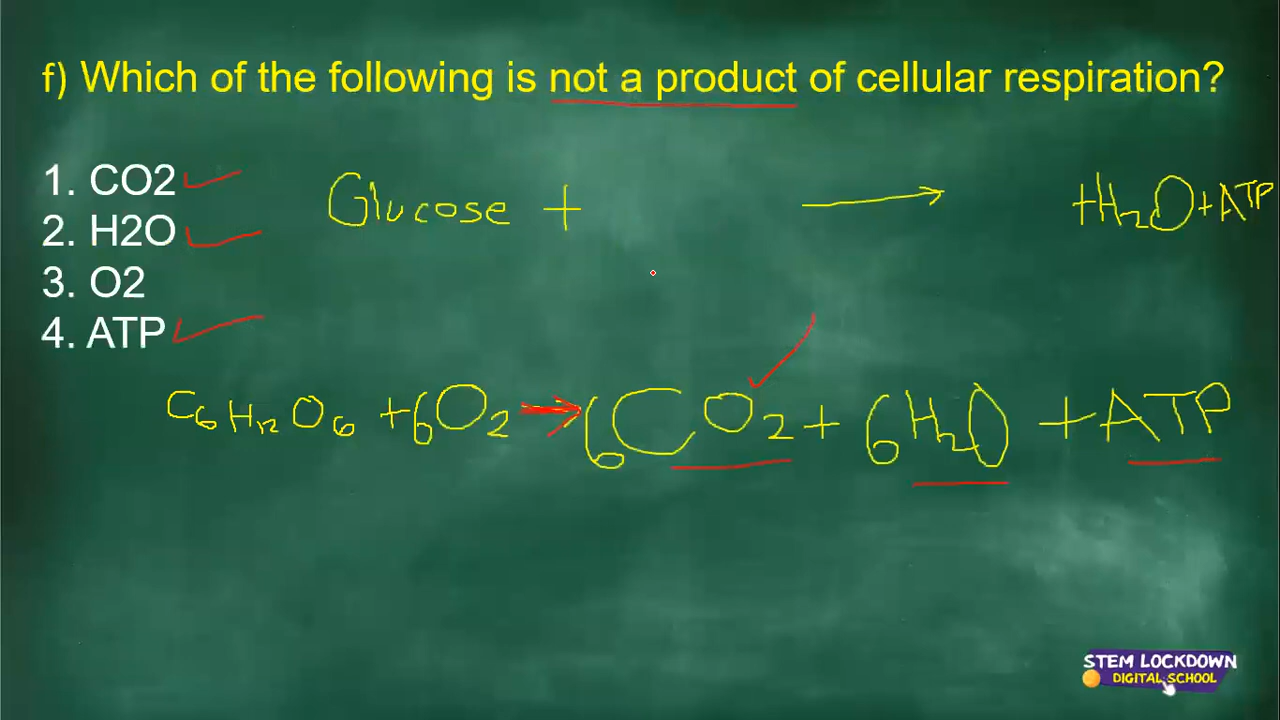 f) Which of the following is not a product of cellular respiration?
1. CO2
2. H2O
3. O2
4. ATP
Glucose + → +H₂O+ATP
C₆H₁₂O₆ +6O₂ → 6CO₂+ 6H₂O +ATP
STEM LOCKDOWN
DIGITAL SCHOOL